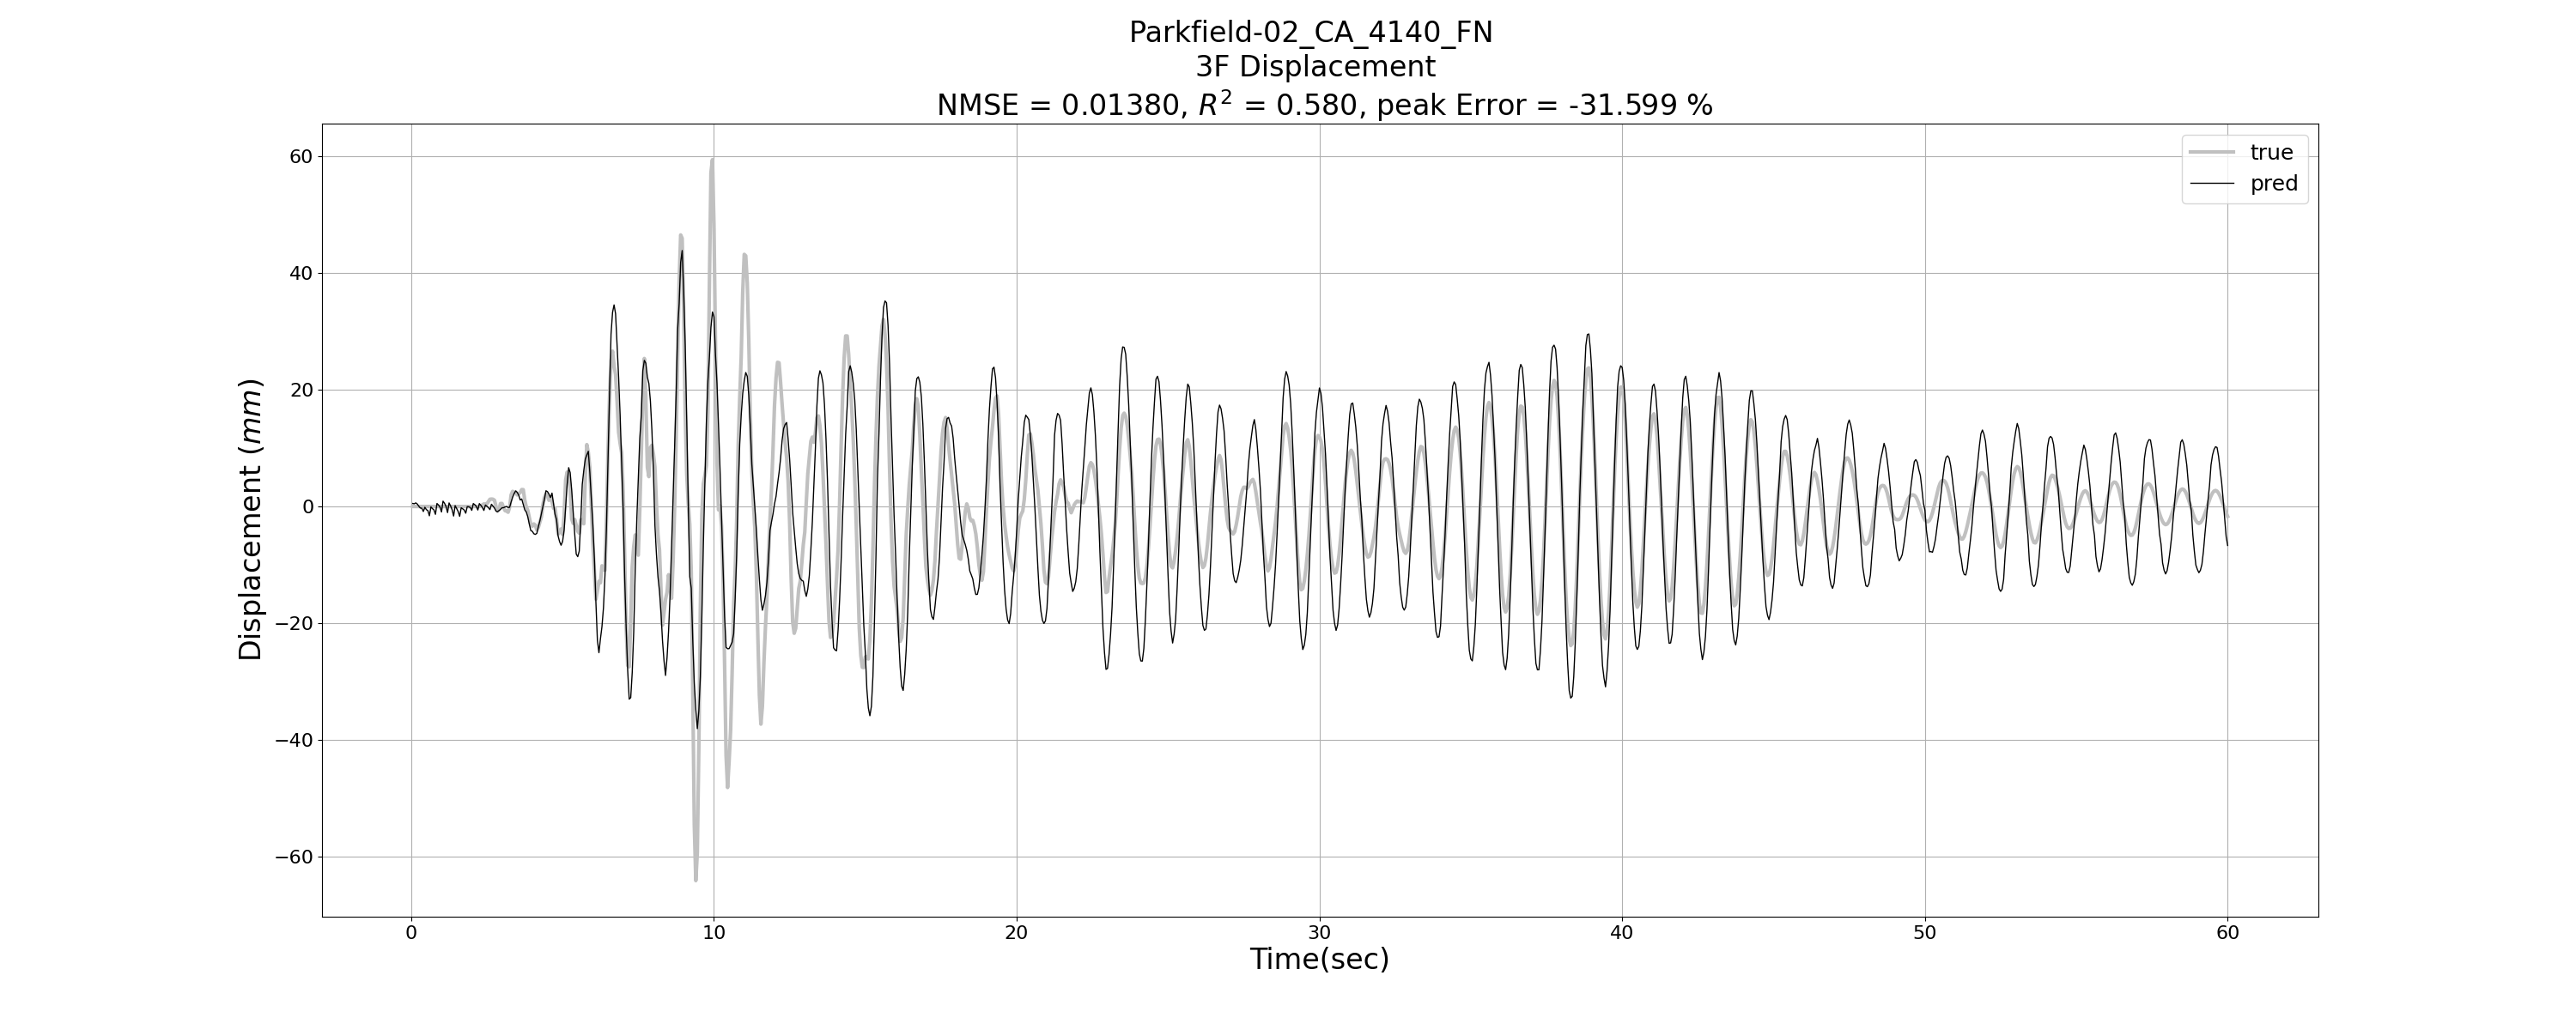 Parkfield-02_CA_4140_FN
3F Displacement
NMSE = 0.01380, R² = 0.580, peak Error = -31.599 %
true
pred
60
40
20
0
−20
−40
−60
Displacement (mm)
0 10 20 30 40 50 60
Time(sec)